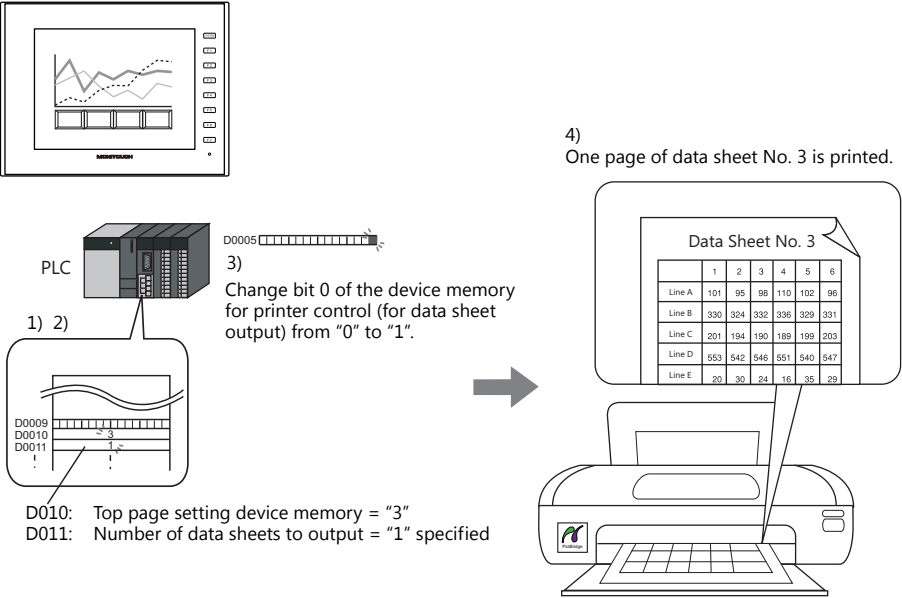 MONITOUCH
4)
One page of data sheet No. 3 is printed.
PLC
D0005
3)
Change bit 0 of the device memory
for printer control (for data sheet
output) from “0” to “1”.
Data Sheet No. 3
1 2 3 4 5 6
Line A 101 95 98 110 102 96
Line B 330 324 332 336 329 331
Line C 201 194 190 189 199 203
Line D 553 542 546 551 540 547
Line E 20 30 24 16 35 29
1) 2)
D0009
D0010 3
D0011 1
D010: Top page setting device memory = “3”
D011: Number of data sheets to output = “1” specified
PictBridge